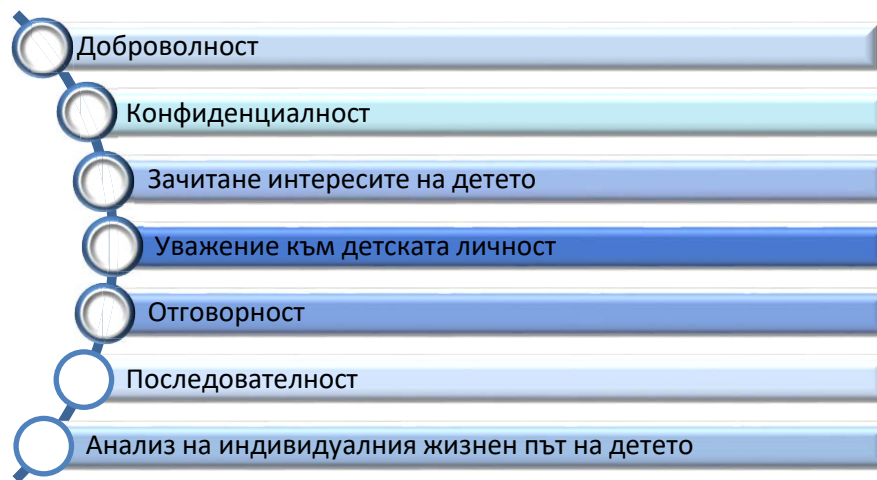 Доброволност
Конфиденциалност
Зачитане интересите на детето
Уважение към детската личност
Отговорност
Последователност
Анализ на индивидуалния жизнен път на детето